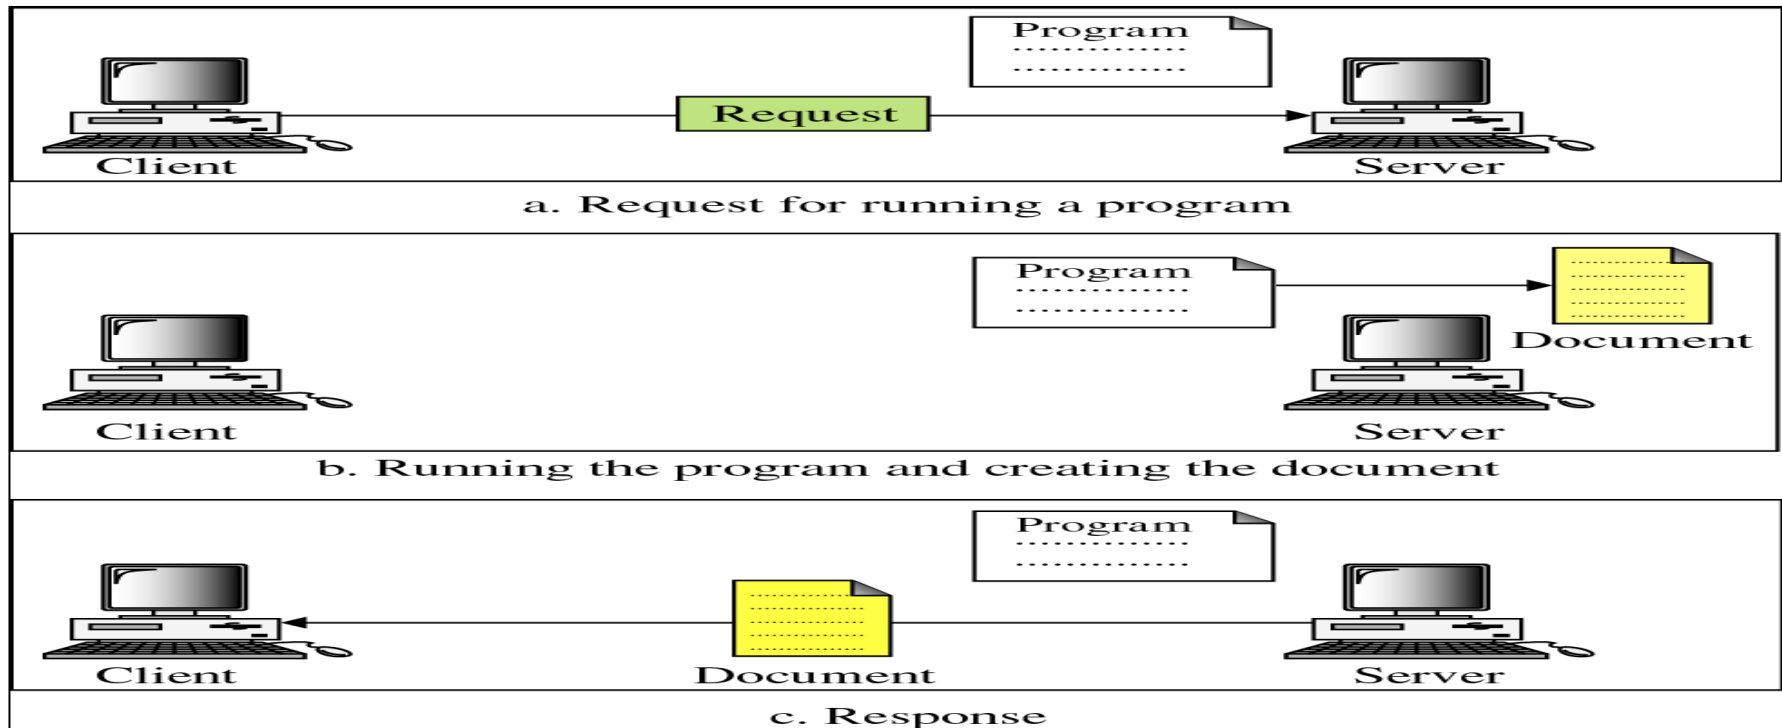 Program
Request
Client
Server
a. Request for running a program
Program
Document
Client
Server
b. Running the program and creating the document
Program
Client
Document
Server
c. Response